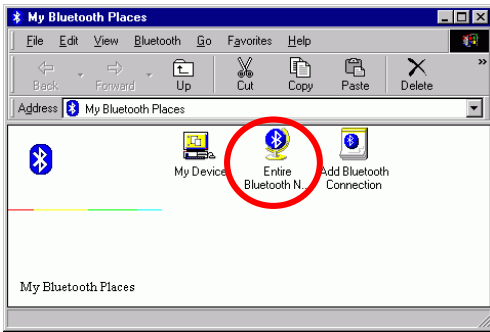 My Bluetooth Places
File Edit View Bluetooth Go Favorites Help
Back Forward Up Cut Copy Paste Delete »
Address My Bluetooth Places
My Device
Entire
Bluetooth N...
Add Bluetooth
Connection
My Bluetooth Places